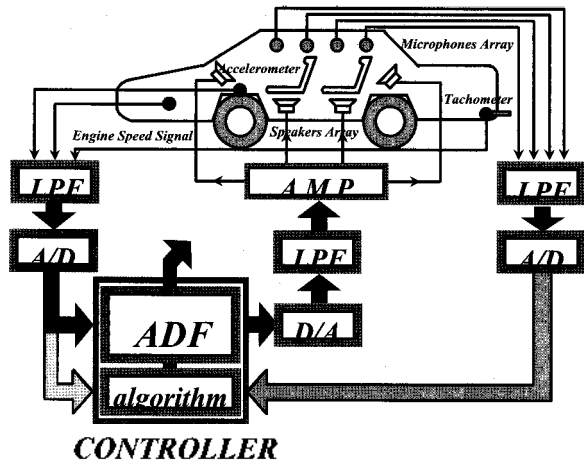 Microphones Array
Accelerometer
Tachometer
Engine Speed Signal
Speakers Array
LPF
AMP
LPF
A/D
LPF
A/D
ADF
D/A
algorithm
CONTROLLER